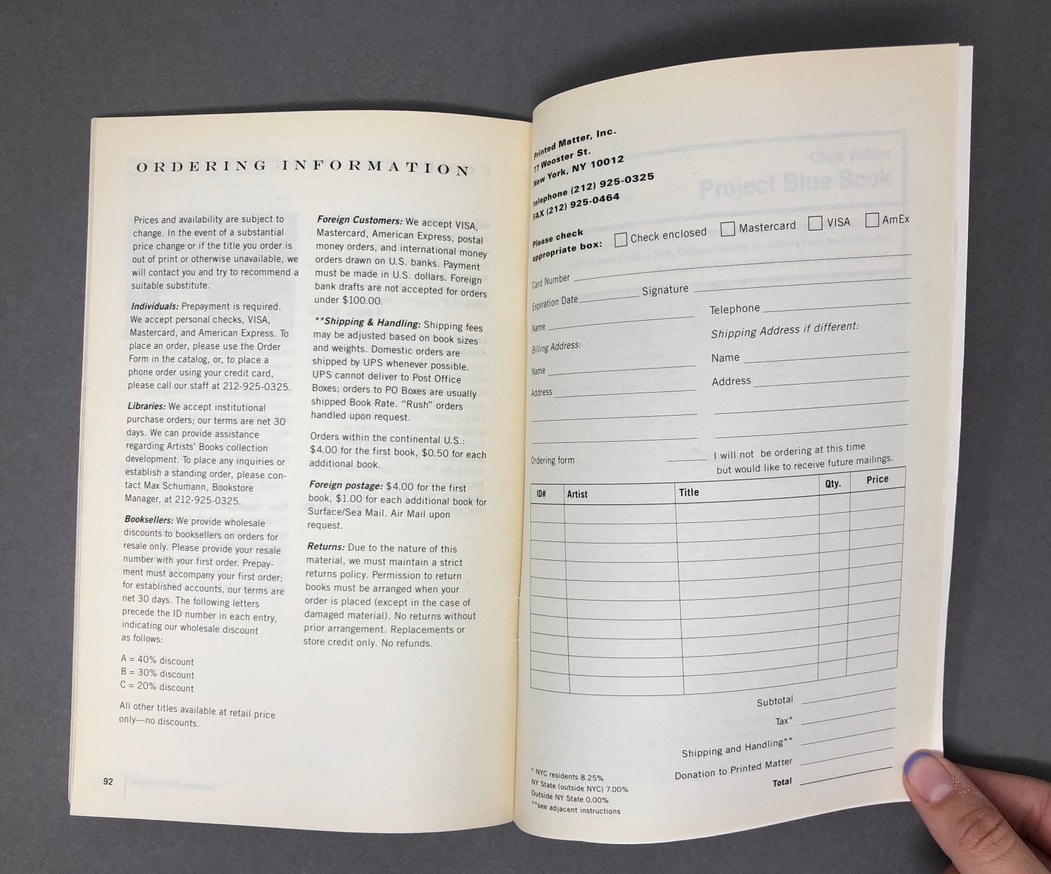 ORDERING INFORMATION
Prices and availability are subject to
change. In the event of a substantial
price change or if the title you order is
out of print or otherwise unavailable, we
will contact you and try to recommend a
suitable substitute.
Individuals: Prepayment is required.
We accept personal checks, VISA,
Mastercard, and American Express. To
place an order, please use the Order
Form in the catalog, or, to place a
phone order using your credit card,
please call our staff at 212-925-0325.
Libraries: We accept institutional
purchase orders; our terms are net 30
days. We can provide assistance
regarding Artists' Books collection
development. To place any inquiries or
establish a standing order, please con-
tact Max Schumann, Bookstore
Manager, at 212-925-0325.
Booksellers: We provide wholesale
discounts to booksellers on orders for
resale only. Please provide your resale
number with your first order. Prepay-
ment must accompany your first order;
for established accounts, our terms are
net 30 days. The following letters
precede the ID number in each entry,
indicating our wholesale discount
as follows:
A = 40% discount
B = 30% discount
C = 20% discount
All other titles available at retail price
only—no discounts.
92
Foreign Customers: We accept VISA,
Mastercard, American Express, postal
money orders, and international money
orders drawn on U.S. banks. Payment
must be made in U.S. dollars. Foreign
bank drafts are not accepted for orders
under $100.00.
**Shipping & Handling: Shipping fees
may be adjusted based on book sizes
and weights. Domestic orders are
shipped by UPS whenever possible.
UPS cannot deliver to Post Office
Boxes; orders to PO Boxes are usually
shipped Book Rate. "Rush" orders
handled upon request.
Orders within the continental U.S.:
$4.00 for the first book, $0.50 for each
additional book.
Foreign postage: $4.00 for the first
book, $1.00 for each additional book for
Surface/Sea Mail. Air Mail upon
request.
Returns: Due to the nature of this
material, we must maintain a strict
returns policy. Permission to return
books must be arranged when your
order is placed (except in the case of
damaged material). No returns without
prior arrangement. Replacements or
store credit only. No refunds.
Printed Matter, Inc.
77 Wooster St.
New York, NY 10012
telephone (212) 925-0325
FAX (212) 925-0464
Please check
appropriate box:
Check enclosed
Mastercard
VISA
AmEx
Card Number
Expiration Date
Signature
Name
Telephone
Billing Address:
Shipping Address if different:
Name
Name
Address
Address
Ordering form
I will not be ordering at this time
but would like to receive future mailings.
ID# Artist Title Qty. Price
Subtotal
Tax*
Shipping and Handling**
Donation to Printed Matter
Total
* NYC residents 8.25%
NY State (outside NYC) 7.00%
Outside NY State 0.00%
**see adjacent instructions